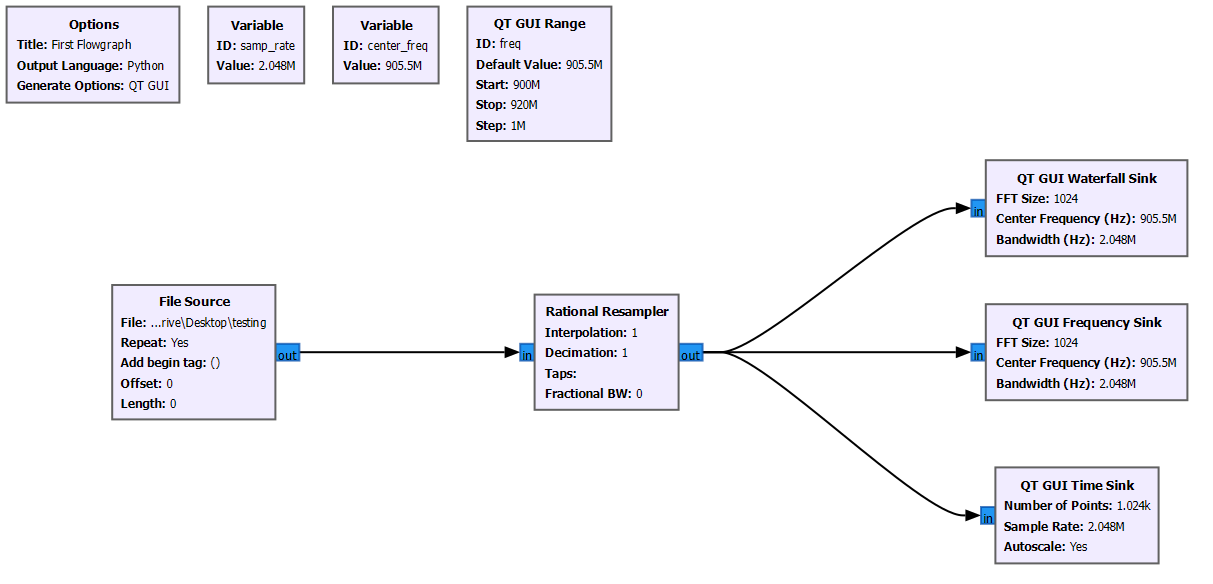 Options
Title: First Flowgraph
Output Language: Python
Generate Options: QT GUI
Variable
ID: samp_rate
Value: 2.048M
Variable
ID: center_freq
Value: 905.5M
QT GUI Range
ID: freq
Default Value: 905.5M
Start: 900M
Stop: 920M
Step: 1M
File Source
File: ...rive\Desktop\testing
Repeat: Yes
Add begin tag: ()
Offset: 0
Length: 0
out
in
Rational Resampler
Interpolation: 1
Decimation: 1
Taps:
Fractional BW: 0
out
in
QT GUI Waterfall Sink
FFT Size: 1024
Center Frequency (Hz): 905.5M
Bandwidth (Hz): 2.048M
in
QT GUI Frequency Sink
FFT Size: 1024
Center Frequency (Hz): 905.5M
Bandwidth (Hz): 2.048M
in
QT GUI Time Sink
Number of Points: 1.024k
Sample Rate: 2.048M
Autoscale: Yes